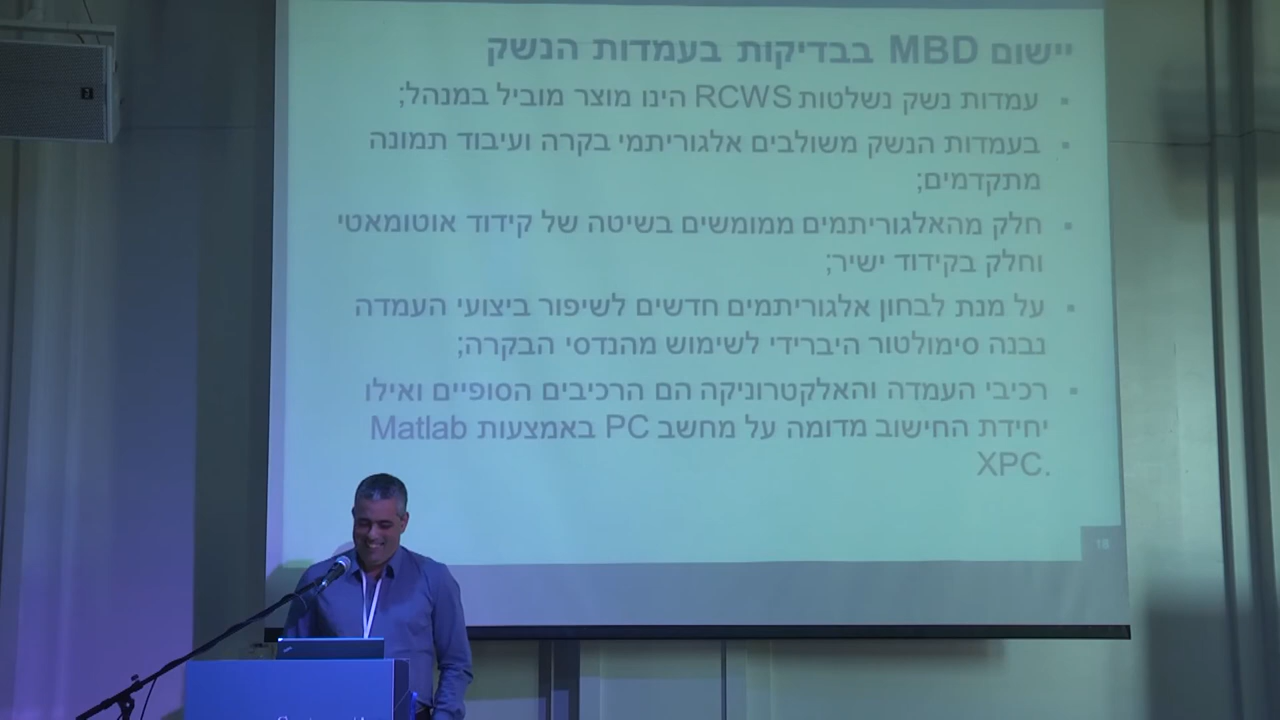 יישום MBD בבדיקות בעמדות הנשק
עמדות נשק נשלטות RCWS הינו מוצר מוביל במנהל;
בעמדות הנשק משולבים אלגוריתמי בקרה ועיבוד תמונה
מתקדמים;
חלק מהאלגוריתמים ממומשים בשיטה של קידוד אוטומאטי
וחלק בקידוד ישיר;
על מנת לבחון אלגוריתמים חדשים לשיפור ביצועי העמדה
נבנה סימולטור היברידי לשימוש מהנדסי הבקרה;
רכיבי העמדה והאלקטרוניקה הם הרכיבים הסופיים ואילו
יחידת החישוב מדומה על מחשב PC באמצעות Matlab
XPC.